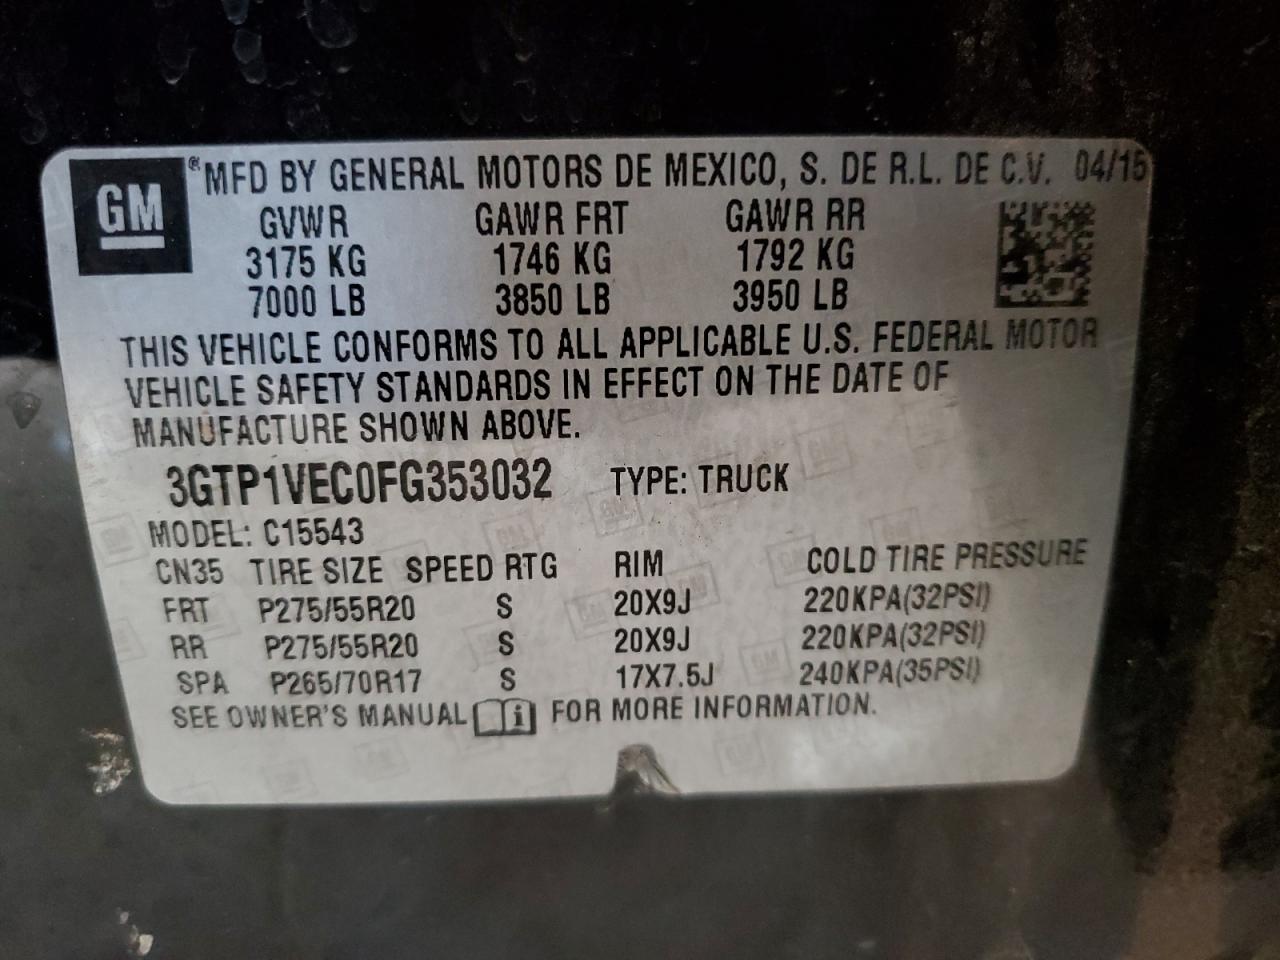 GM ® MFD BY GENERAL MOTORS DE MEXICO, S. DE R.L. DE C.V. 04/15
GVWR GAWR FRT GAWR RR
3175 KG 1746 KG 1792 KG
7000 LB 3850 LB 3950 LB
THIS VEHICLE CONFORMS TO ALL APPLICABLE U.S. FEDERAL MOTOR
VEHICLE SAFETY STANDARDS IN EFFECT ON THE DATE OF
MANUFACTURE SHOWN ABOVE.
3GTP1VEC0FG353032 TYPE: TRUCK
MODEL: C15543
CN35 TIRE SIZE SPEED RTG RIM COLD TIRE PRESSURE
FRT P275/55R20 S 20X9J 220KPA(32PSI)
RR P275/55R20 S 20X9J 220KPA(32PSI)
SPA P265/70R17 S 17X7.5J 240KPA(35PSI)
SEE OWNER'S MANUAL i FOR MORE INFORMATION.